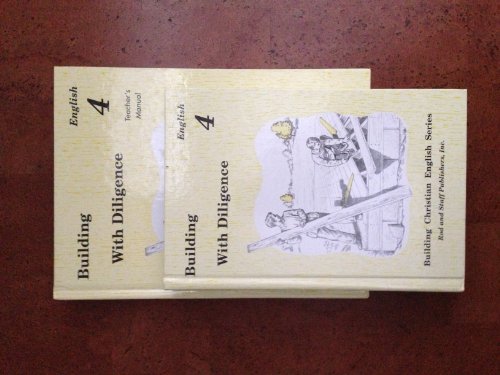 English
4
Teacher's
Manual
Building
With Diligence
English
4
Building
With Diligence
Building Christian English Series
Rod and Staff Publishers, Inc.